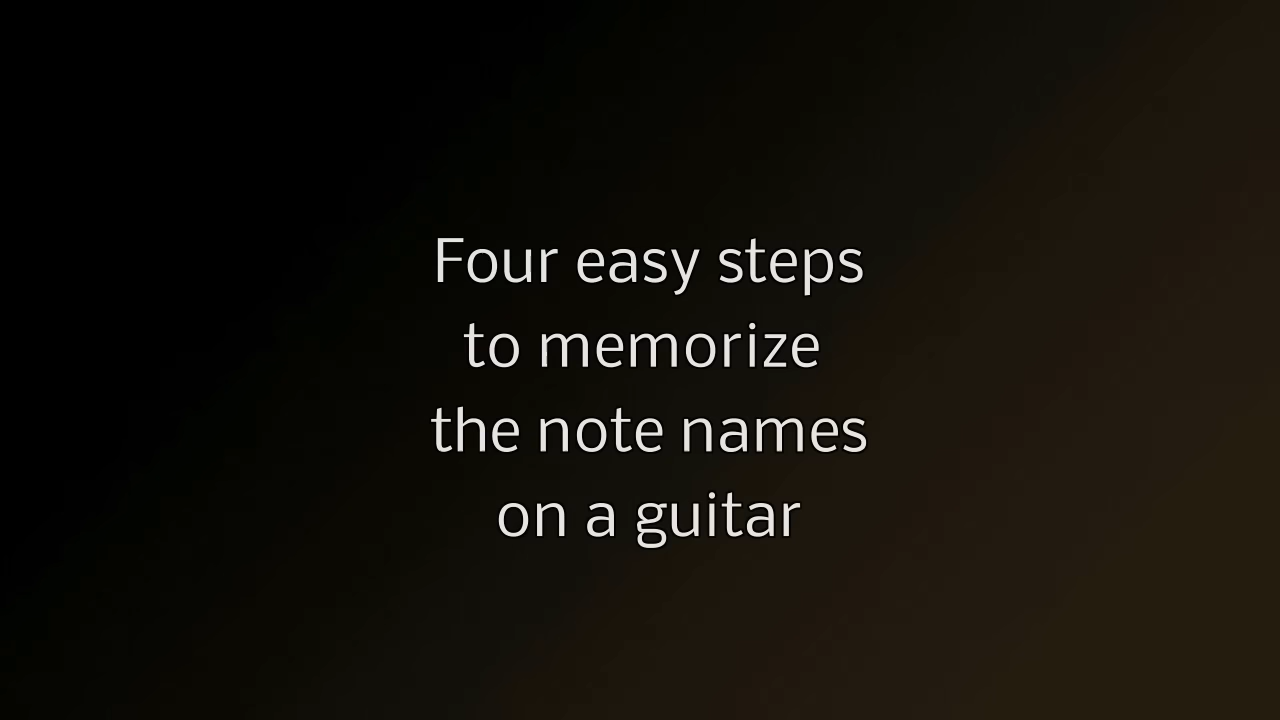 Four easy steps
to memorize
the note names
on a guitar